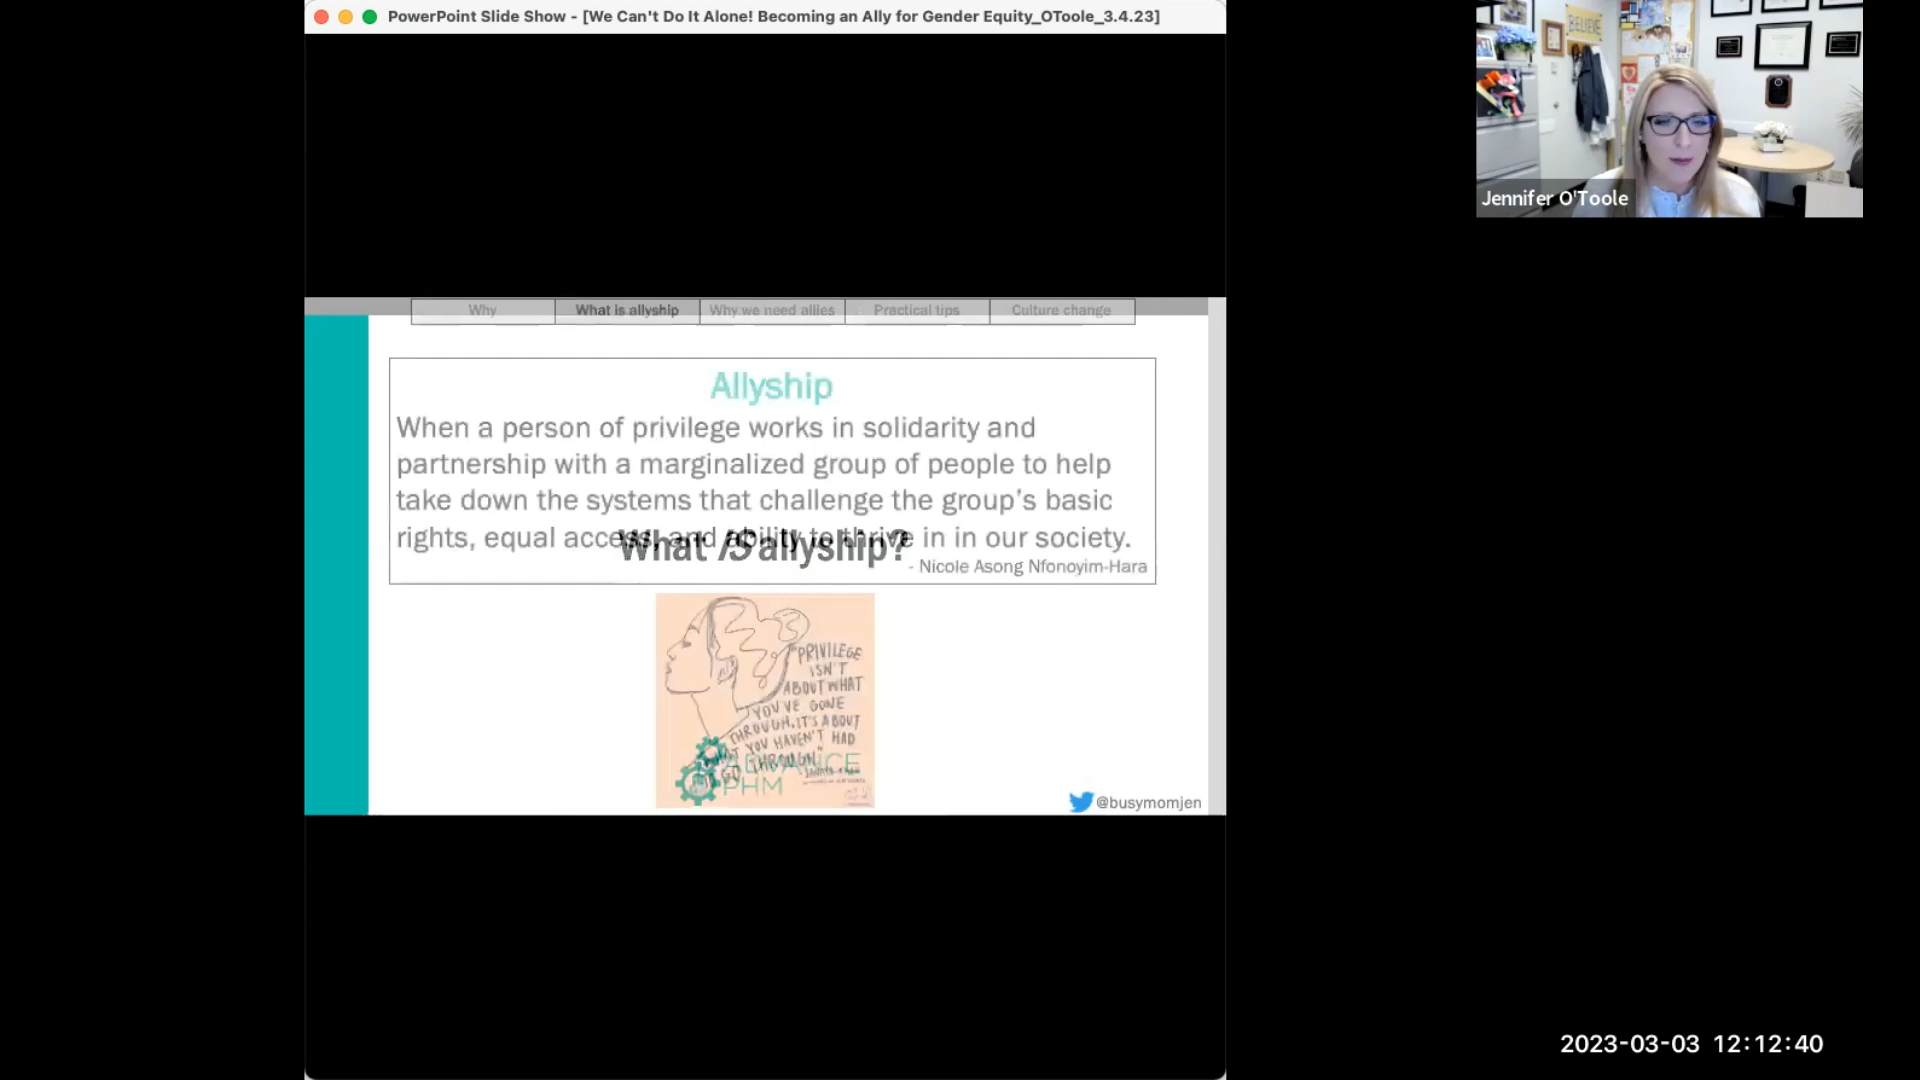 PowerPoint Slide Show - [We Can't Do It Alone! Becoming an Ally for Gender Equity_OToole_3.4.23]
BELIEVE
Jennifer O'Toole
Why
What is allyship
Why we need allies
Practical tips
Culture change
Allyship
When a person of privilege works in solidarity and
partnership with a marginalized group of people to help
take down the systems that challenge the group's basic
rights, equal access, and ability to thrive in in our society.
What IS allyship?
- Nicole Asong Nfonoyim-Hara
"PRIVILEGE
ISN'T
ABOUT WHAT
YOU'VE GONE
THROUGH, IT'S ABOUT
WHAT YOU HAVEN'T HAD
TO GO THROUGH"
ADVANCE
PHM
@busymomjen
2023-03-03 12:12:40